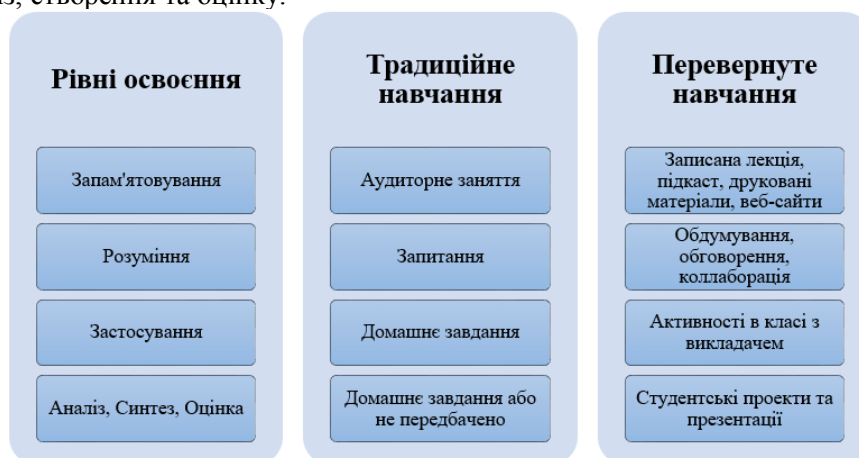 із, створення та оцінку.
Рівні освоєння
Запам'ятовування
Розуміння
Застосування
Аналіз, Синтез, Оцінка
Традиційне
навчання
Аудиторне заняття
Запитання
Домашнє завдання
Домашнє завдання або
не передбачено
Перевернуте
навчання
Записана лекція,
підкаст, друковані
матеріали, веб-сайти
Обдумування,
обговорення,
коллаборація
Активності в класі з
викладачем
Студентські проекти та
презентації